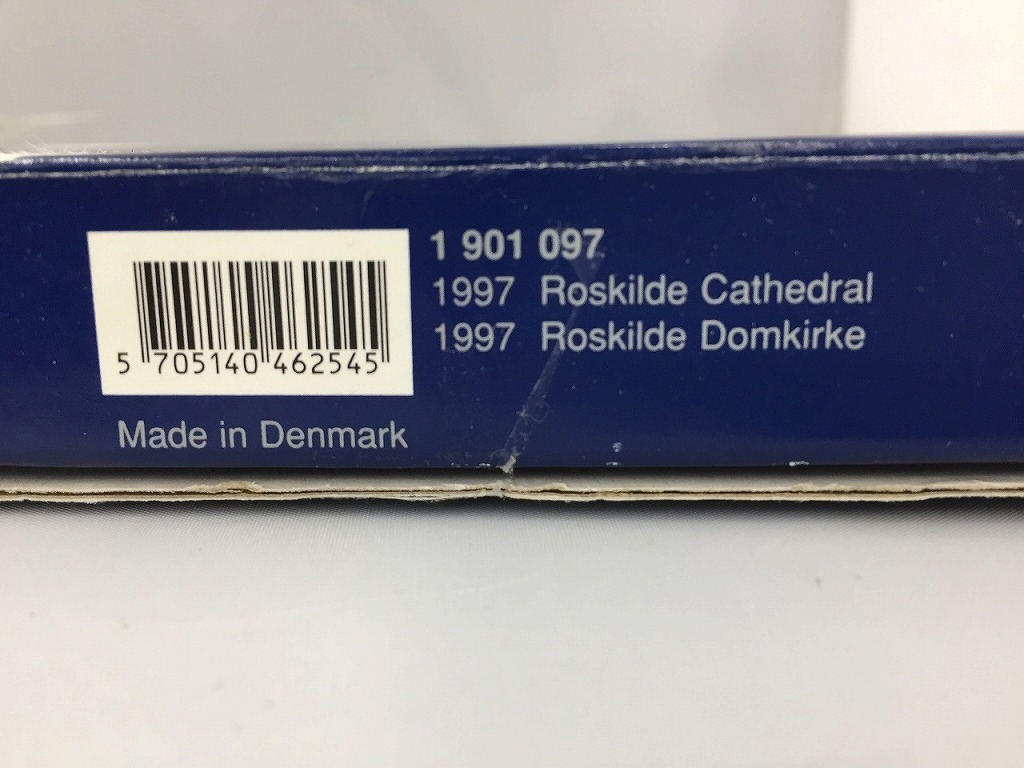 1 901 097
1997 Roskilde Cathedral
1997 Roskilde Domkirke
5 705140 462545
Made in Denmark